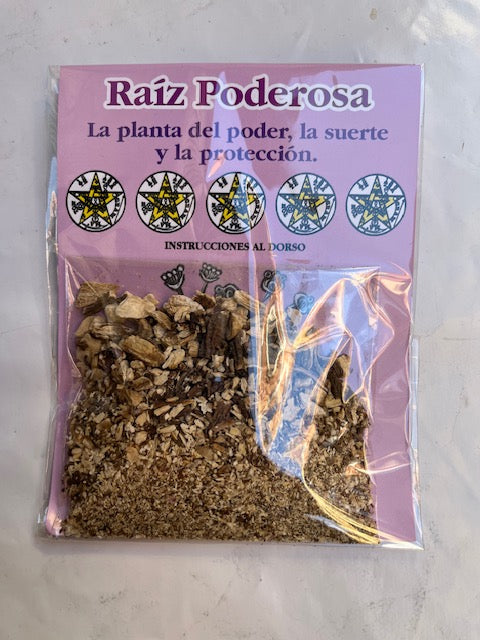 Raíz Poderosa
La planta del poder, la suerte
y la protección.
INSTRUCCIONES AL DORSO